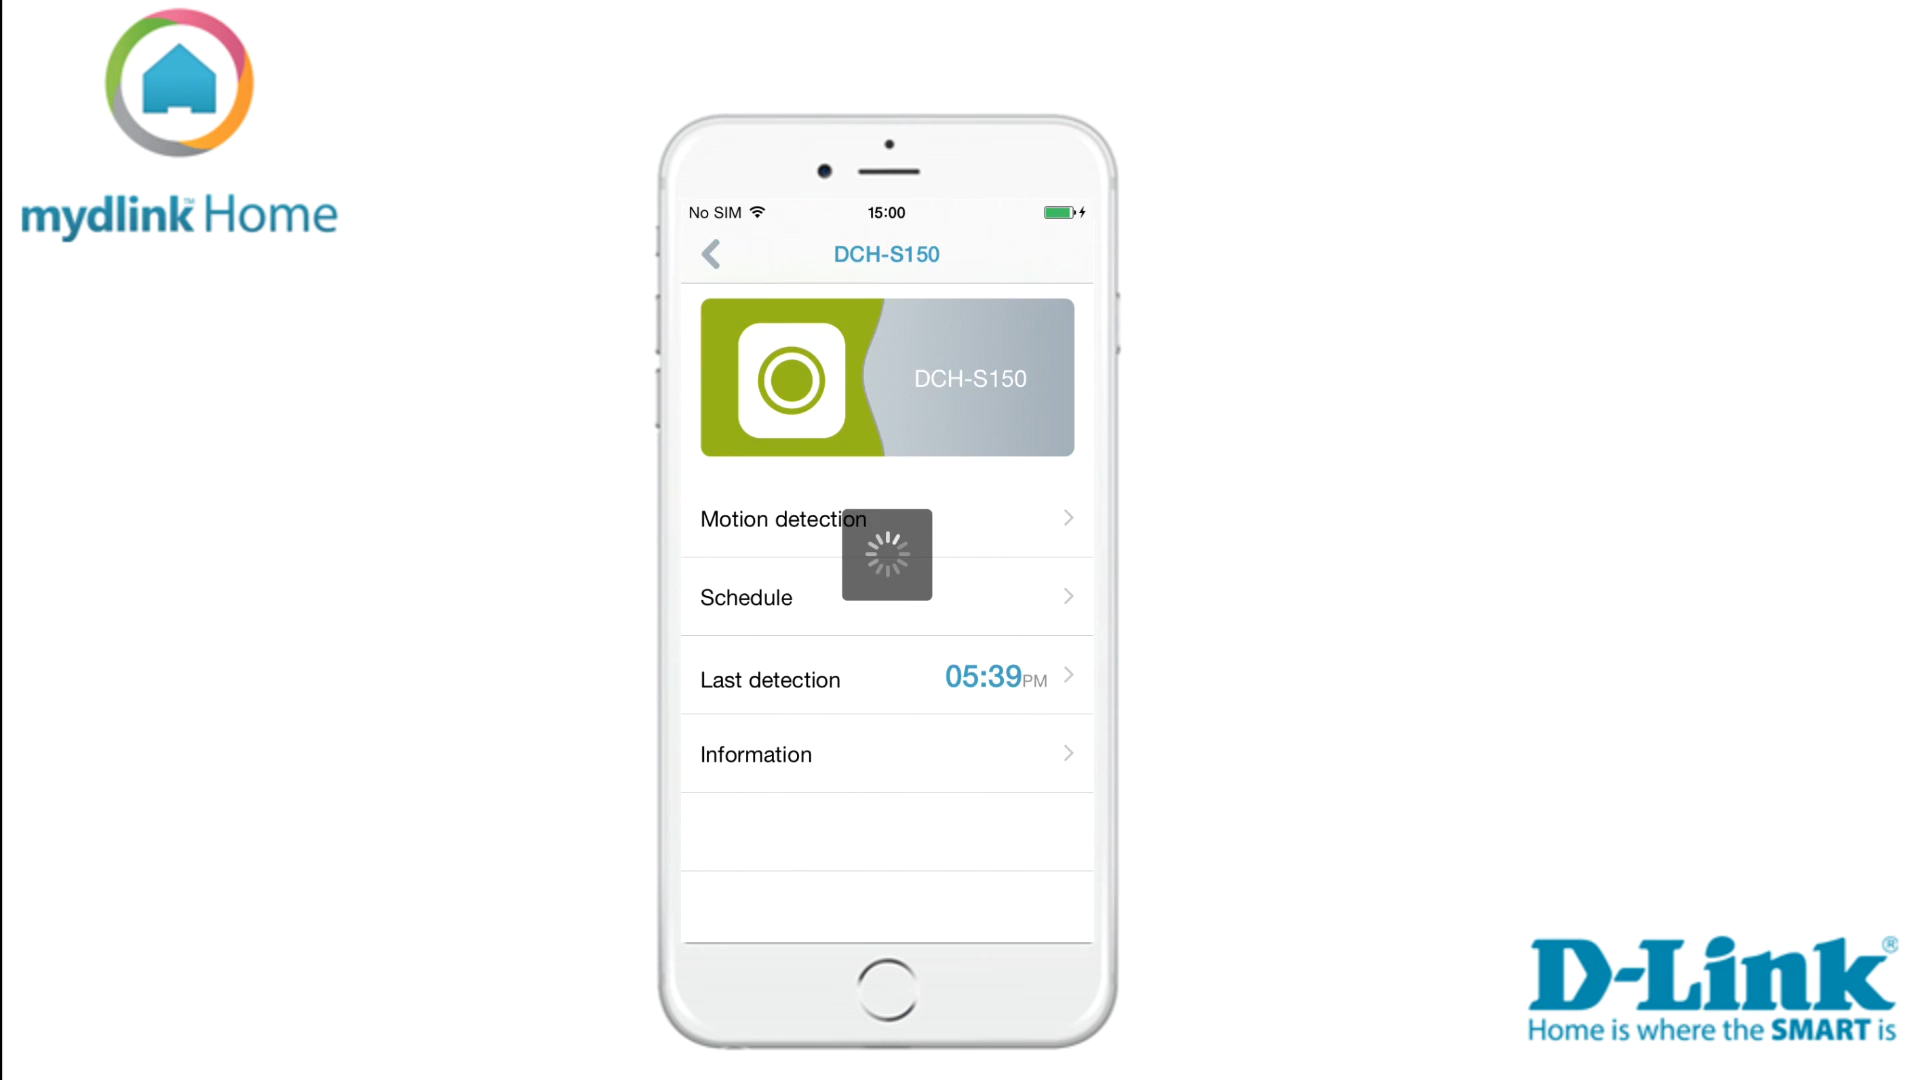 mydlink™ Home
No SIM 15:00
DCH-S150
DCH-S150
Motion detection
Schedule
Last detection 05:39PM
Information
D-Link®
Home is where the SMART is